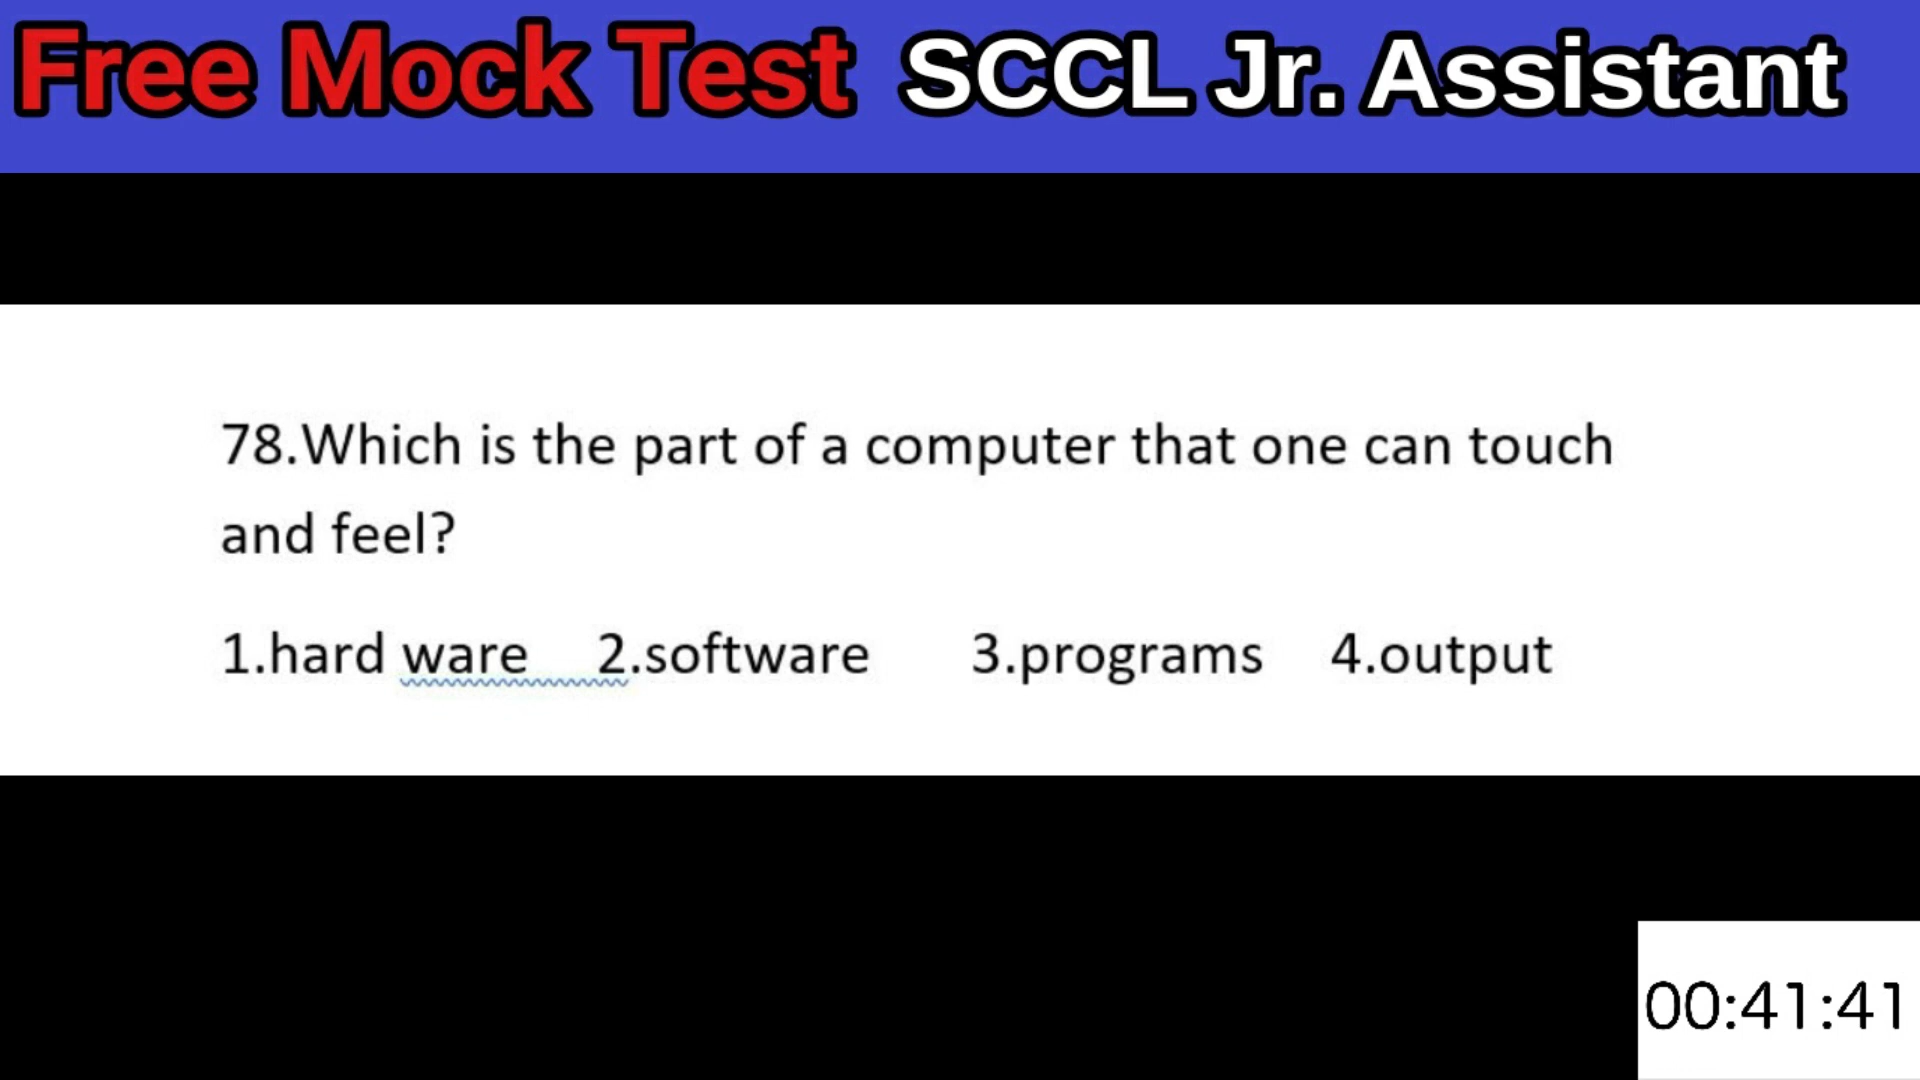 Free Mock Test SCCL Jr. Assistant
78.Which is the part of a computer that one can touch
and feel?
1.hard ware 2.software 3.programs 4.output
00:41:41